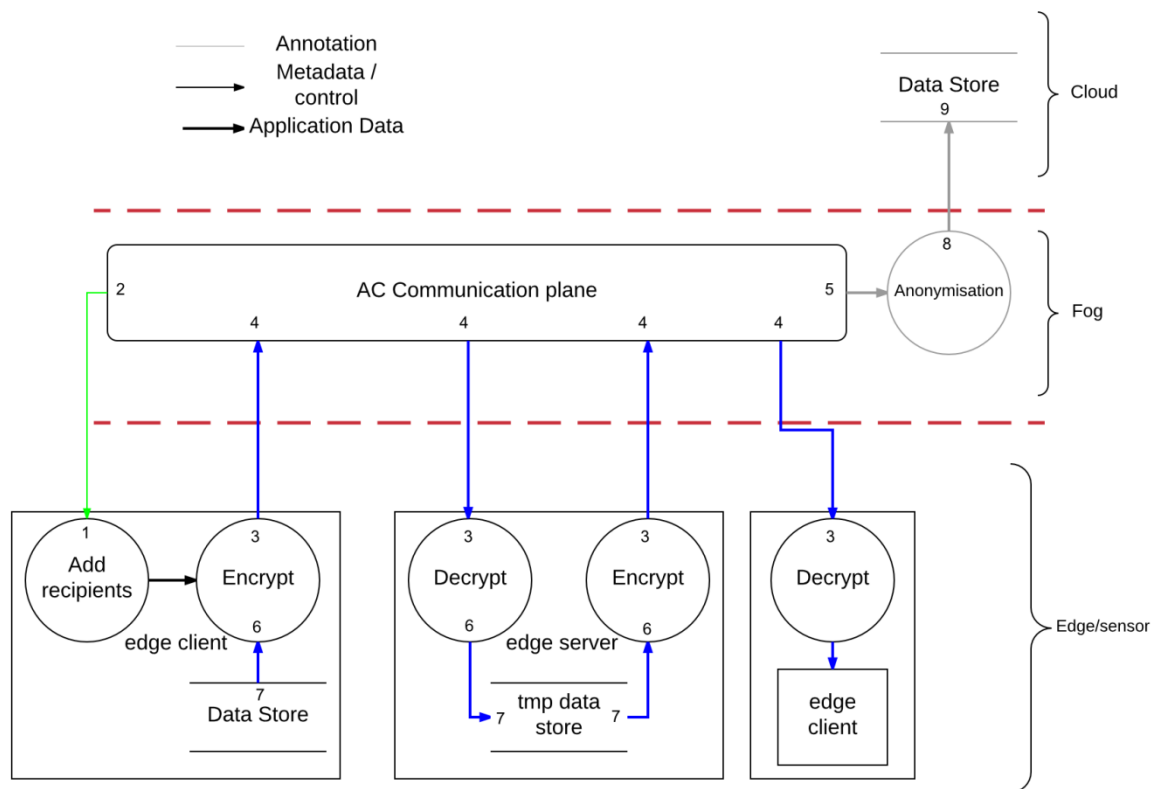 Annotation
Metadata /
control
Application Data
Data Store
9
Cloud
8
Anonymisation
2
AC Communication plane
5
4
4
4
4
Fog
1
Add
recipients
3
Encrypt
6
edge client
7
Data Store
3
Decrypt
6
3
Encrypt
6
edge server
7
tmp data
store
7
3
Decrypt
edge
client
Edge/sensor